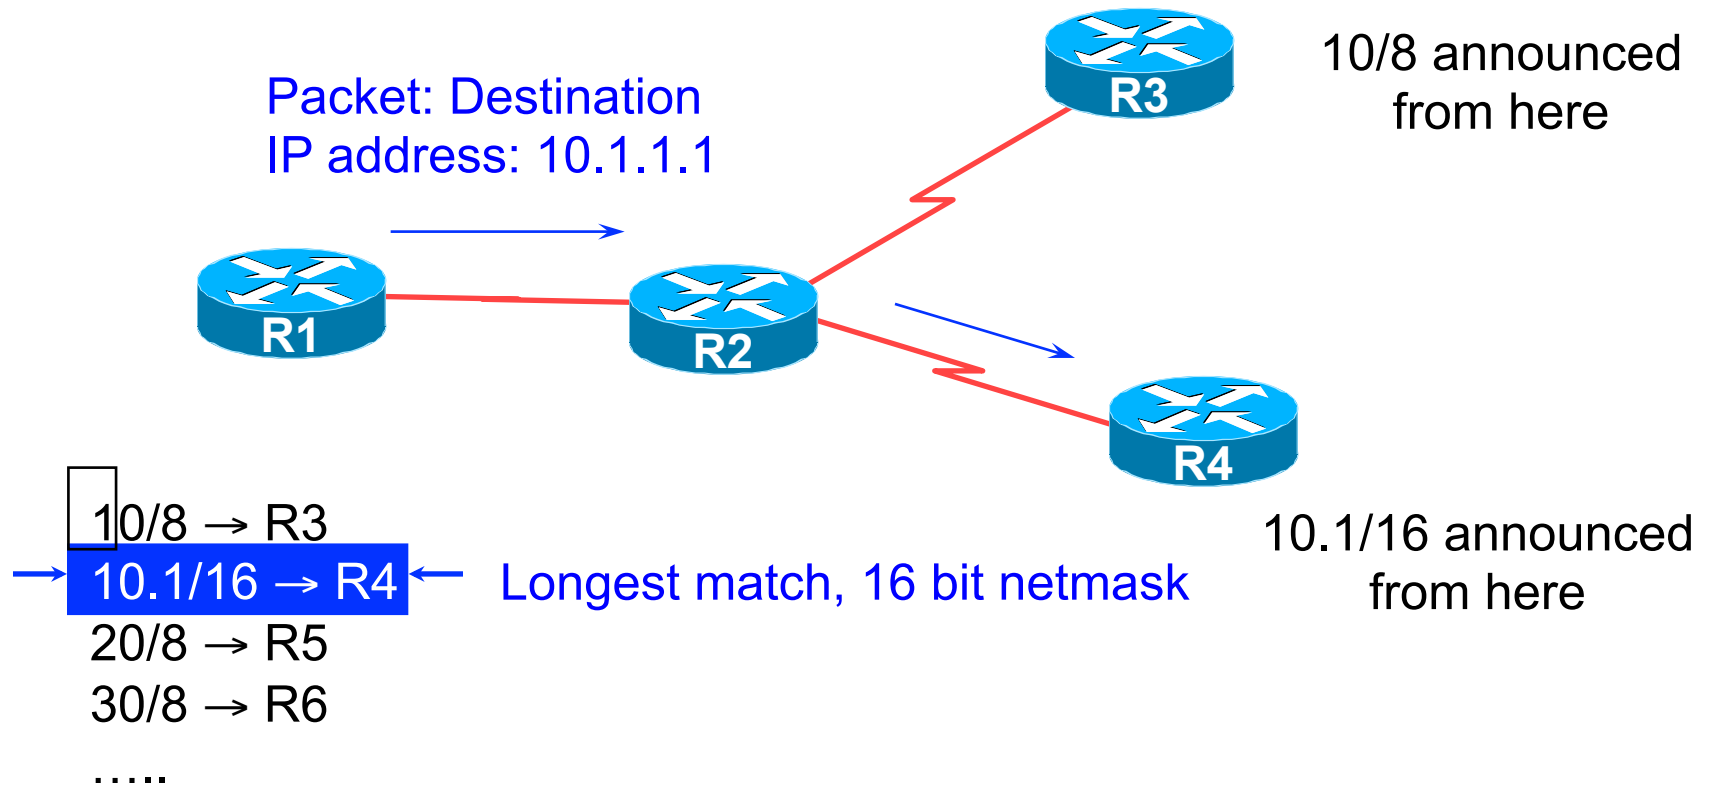 Packet: Destination
IP address: 10.1.1.1
R3
10/8 announced
from here
R1
R2
R4
10.1/16 announced
from here
10/8 → R3
10.1/16 → R4
Longest match, 16 bit netmask
20/8 → R5
30/8 → R6
…..